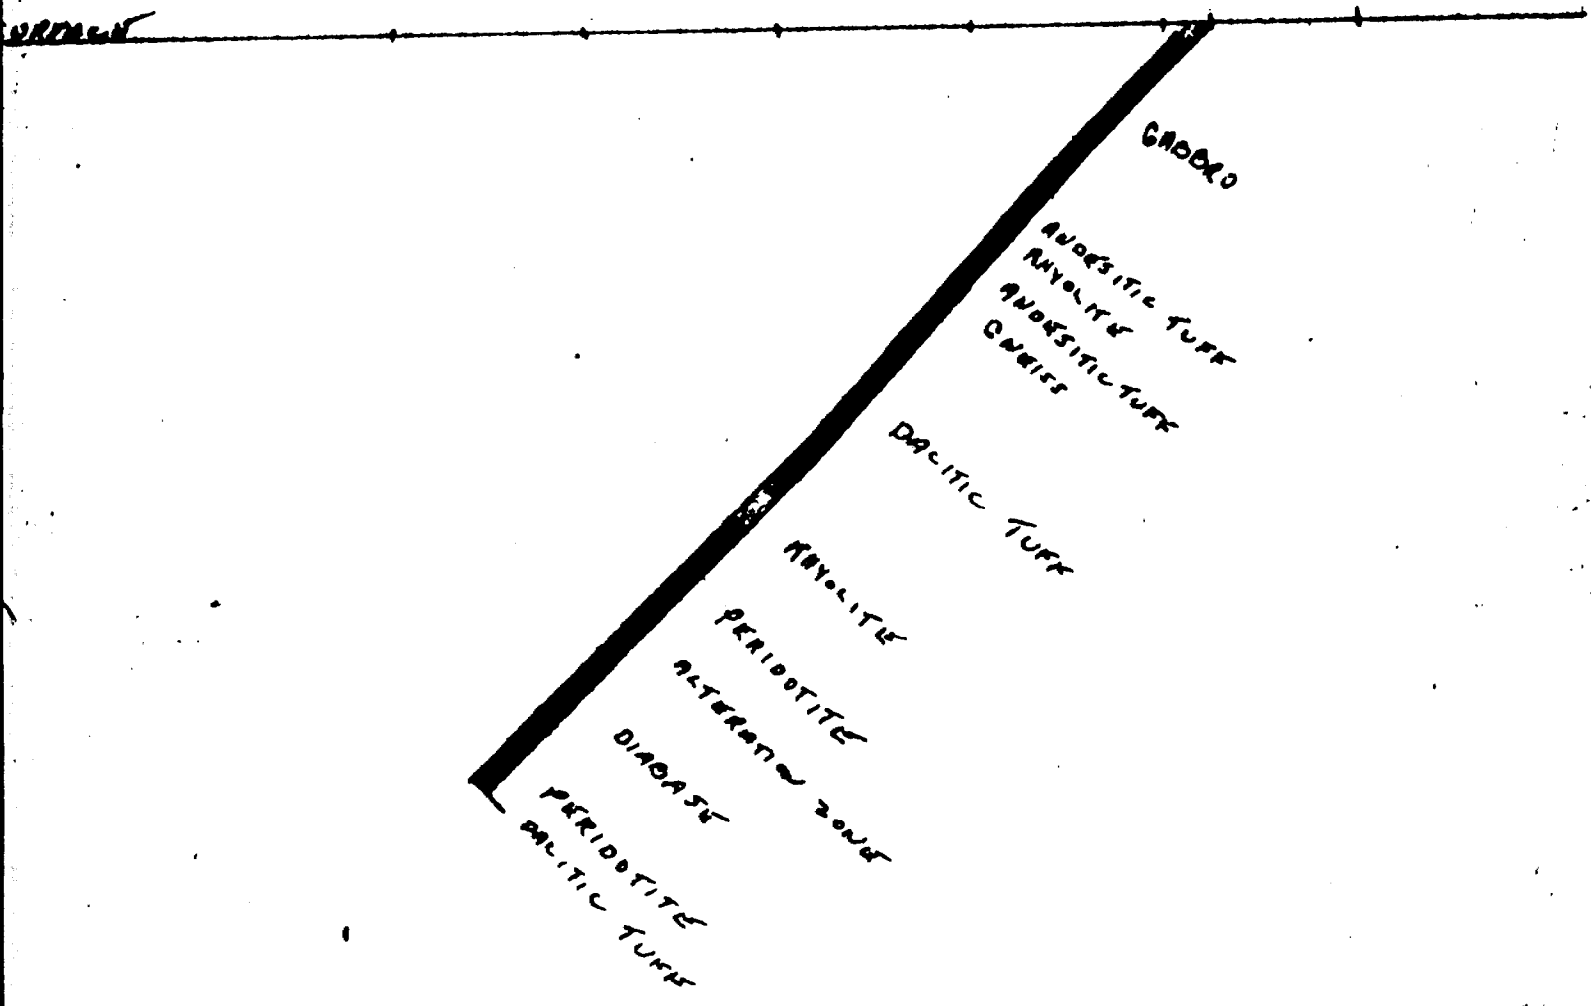 GABBRO
ANDESITIC TUFF
RHYOLITE
ANDESITIC TUFF
GNEISS
DACITIC TUFF
RHYOLITE
PERIDOTITE
ALTERATION ZONE
DIABASE
PERIDOTITE
DACITIC TUFF